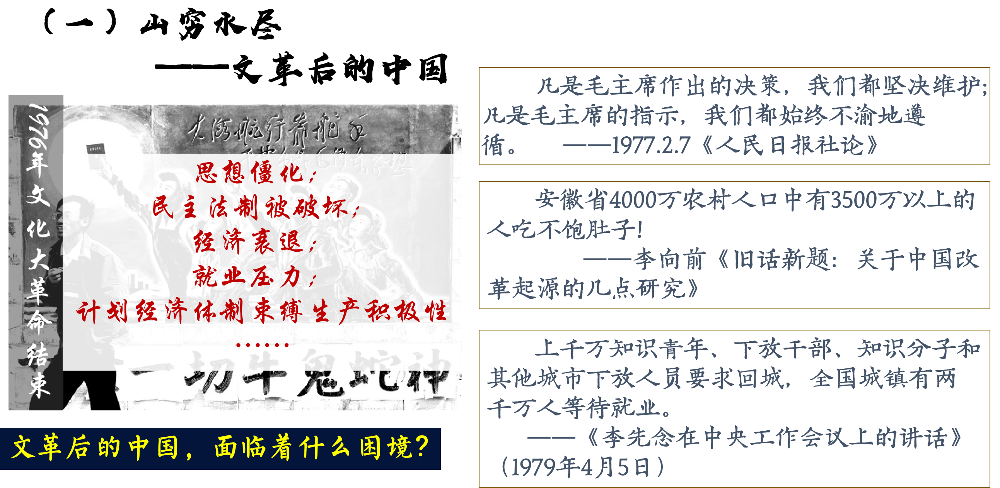 （一）山穷水尽
——文革后的中国
1976年文化大革命结束
大海航行靠舵手
思想僵化；
民主法制被破坏；
经济衰退；
就业压力；
计划经济体制束缚生产积极性
……
一切牛鬼蛇神
文革后的中国，面临着什么困境？
凡是毛主席作出的决策，我们都坚决维护；
凡是毛主席的指示，我们都始终不渝地遵
循。 ——1977.2.7《人民日报社论》
安徽省4000万农村人口中有3500万以上的
人吃不饱肚子！
——李向前《旧话新题：关于中国改
革起源的几点研究》
上千万知识青年、下放干部、知识分子和
其他城市下放人员要求回城，全国城镇有两
千万人等待就业。
——《李先念在中央工作会议上的讲话》
（1979年4月5日）